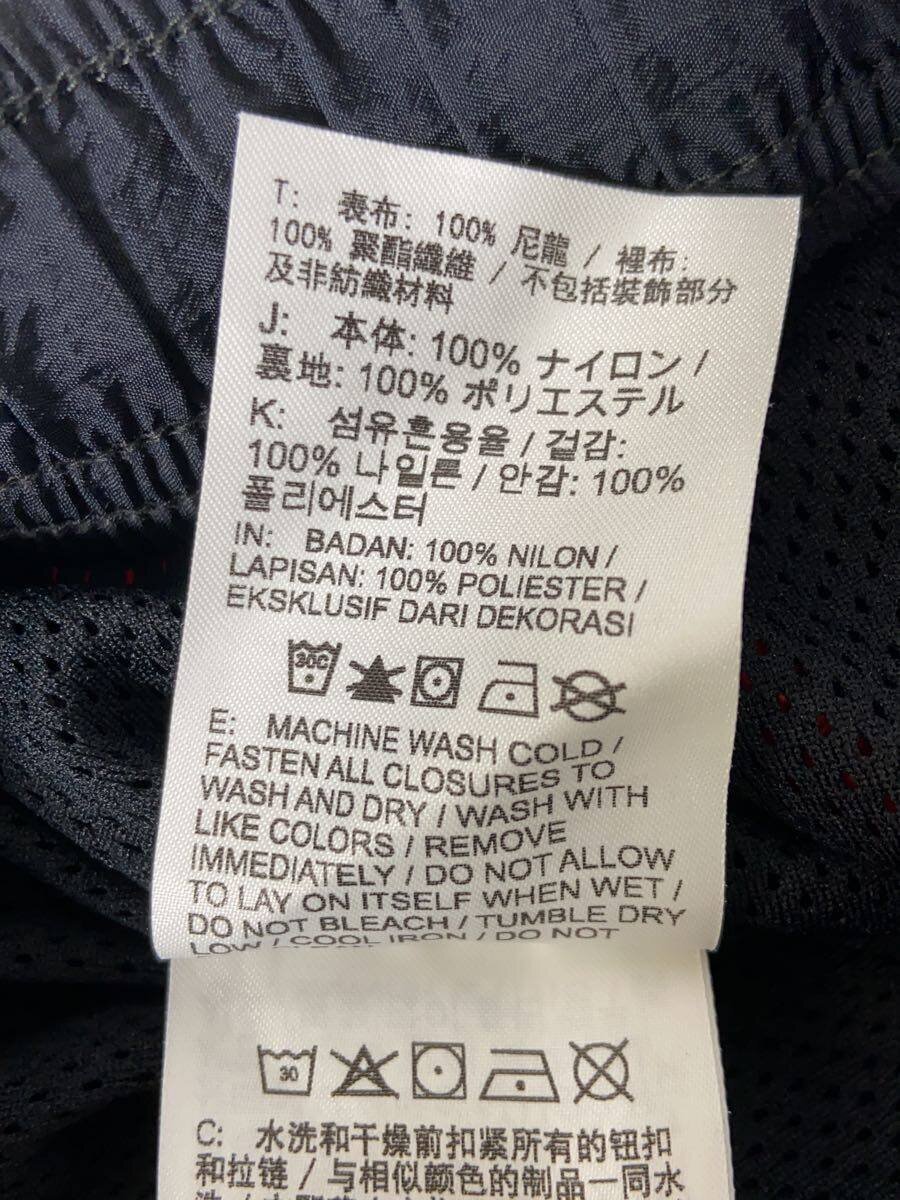 T: 表布: 100% 尼龍 / 裡布:
100% 聚酯纖維 / 不包括裝飾部分
及非紡織材料
J: 本体: 100% ナイロン /
裏地: 100% ポリエステル
K: 섬유혼용율 / 겉감:
100% 나일론 / 안감: 100%
폴리에스터
IN: BADAN: 100% NILON /
LAPISAN: 100% POLIESTER /
EKSKLUSIF DARI DEKORASI
30C
E: MACHINE WASH COLD /
FASTEN ALL CLOSURES TO
WASH AND DRY / WASH WITH
LIKE COLORS / REMOVE
IMMEDIATELY / DO NOT ALLOW
TO LAY ON ITSELF WHEN WET /
DO NOT BLEACH / TUMBLE DRY
LOW / COOL IRON / DO NOT
30
C: 水洗和干燥前扣紧所有的钮扣
和拉链 / 与相似颜色的制品一同水
洗 /